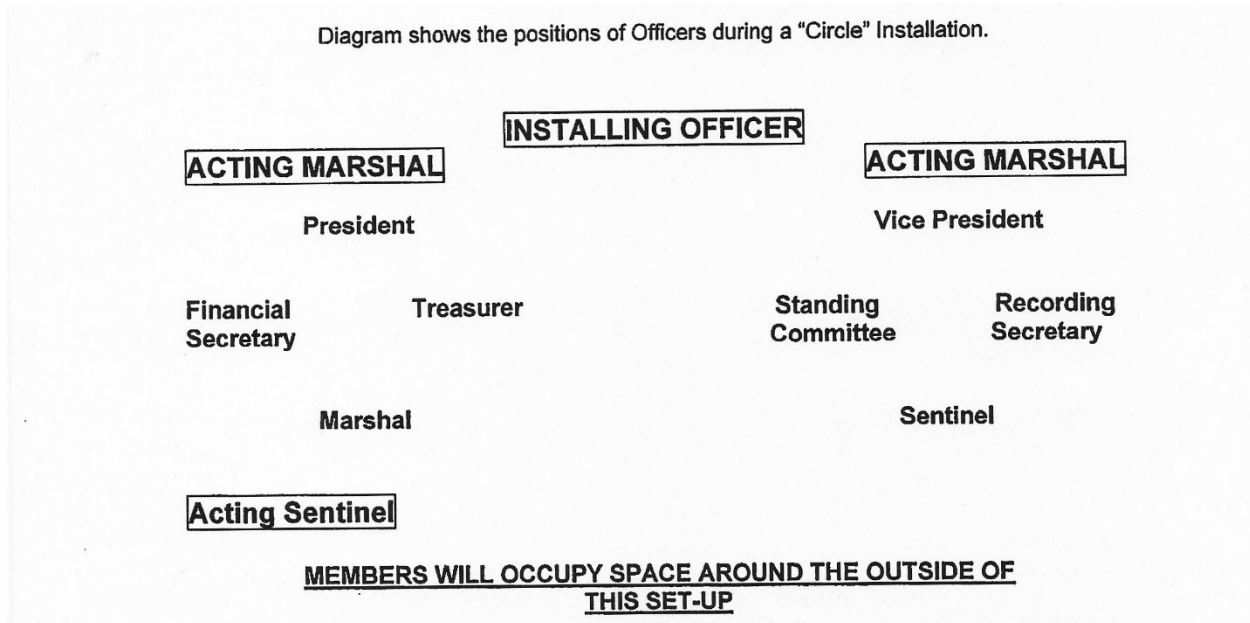 Diagram shows the positions of Officers during a “Circle” Installation.
INSTALLING OFFICER
ACTING MARSHAL
ACTING MARSHAL
President
Vice President
Financial
Secretary
Treasurer
Standing
Committee
Recording
Secretary
Marshal
Sentinel
Acting Sentinel
MEMBERS WILL OCCUPY SPACE AROUND THE OUTSIDE OF
THIS SET-UP